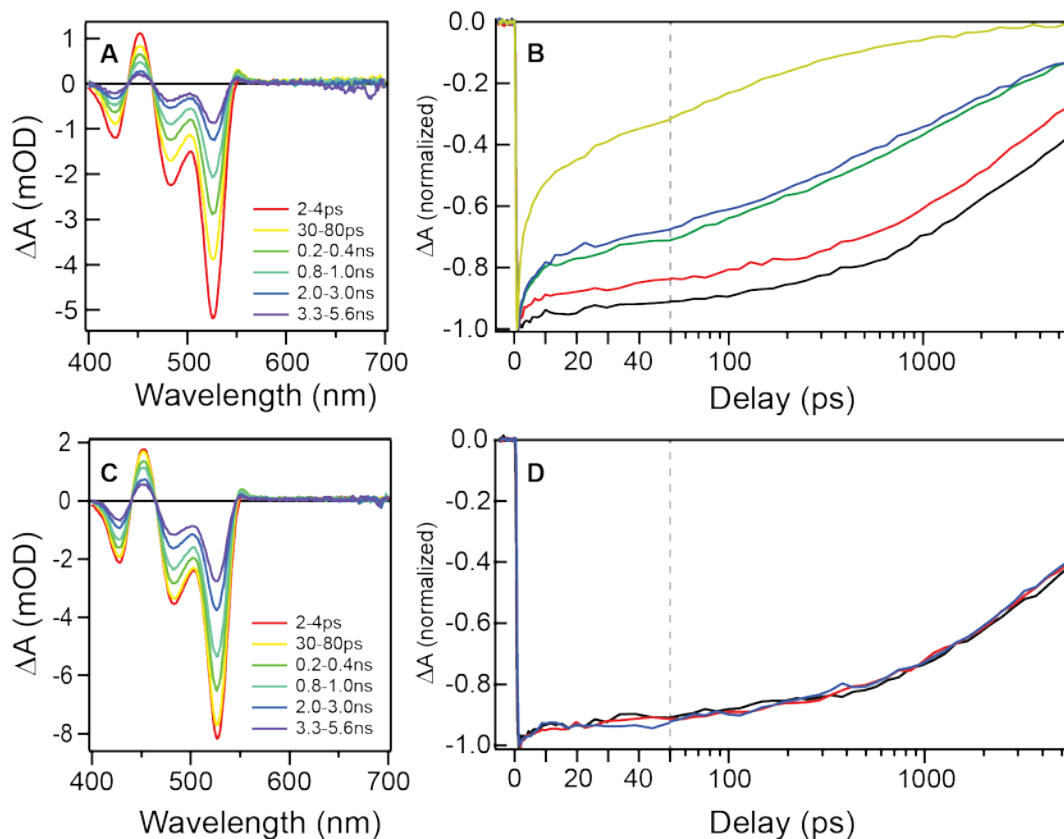 A
ΔA (mOD)
1
0
-1
-2
-3
-4
-5
2-4ps
30-80ps
0.2-0.4ns
0.8-1.0ns
2.0-3.0ns
3.3-5.6ns
400
500
600
700
Wavelength (nm)
B
ΔA (normalized)
0.0
-0.2
-0.4
-0.6
-0.8
-1.0
0
20
40
100
1000
Delay (ps)
C
ΔA (mOD)
2
0
-2
-4
-6
-8
2-4ps
30-80ps
0.2-0.4ns
0.8-1.0ns
2.0-3.0ns
3.3-5.6ns
400
500
600
700
Wavelength (nm)
D
ΔA (normalized)
0.0
-0.2
-0.4
-0.6
-0.8
-1.0
0
20
40
100
1000
Delay (ps)